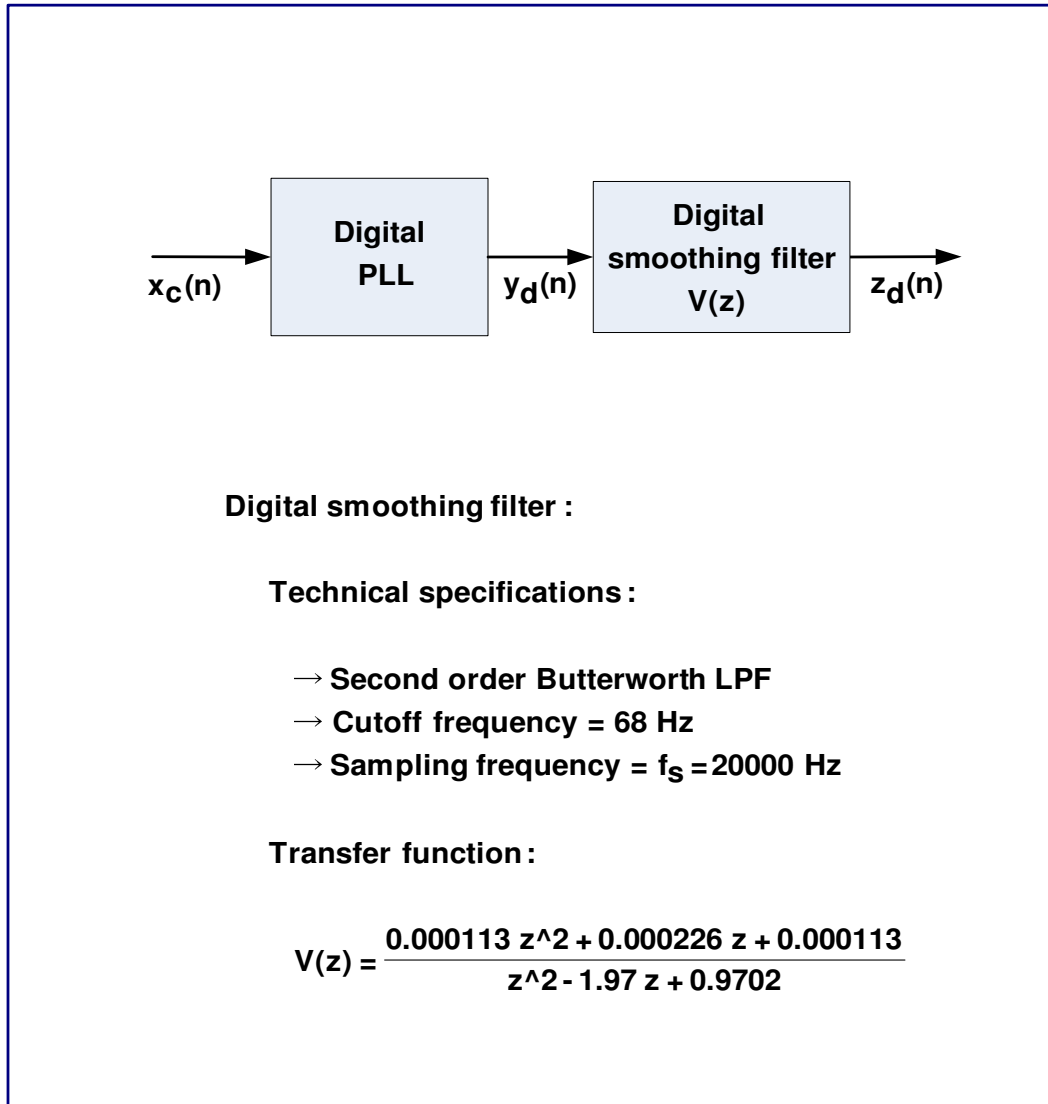 Digital
PLL
Digital
smoothing filter
V(z)
x_c(n)
y_d(n)
z_d(n)
Digital smoothing filter :
Technical specifications :
→ Second order Butterworth LPF
→ Cutoff frequency = 68 Hz
→ Sampling frequency = f_s = 20000 Hz
Transfer function :
0.000113 z^2 + 0.000226 z + 0.000113
V(z) =
z^2 - 1.97 z + 0.9702